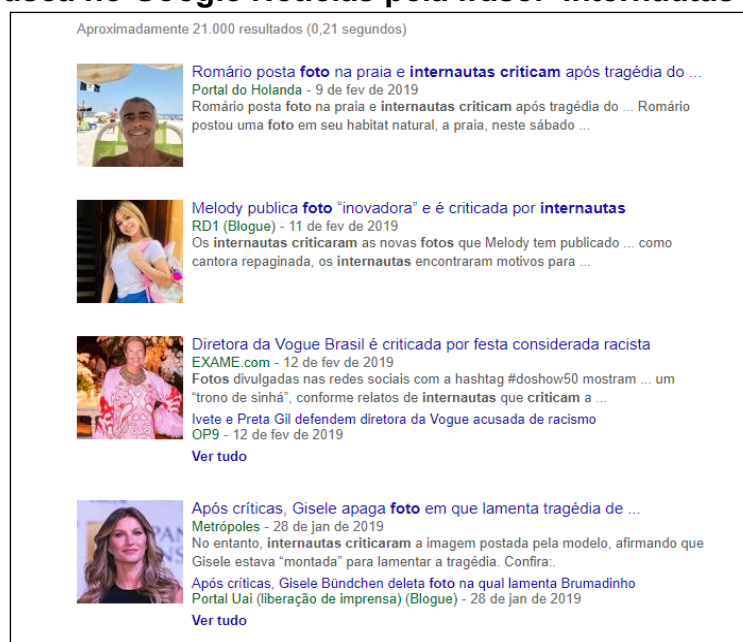 no Google Notícias pela frase: "Internautas
Aproximadamente 21.000 resultados (0,21 segundos)
Romário posta foto na praia e internautas criticam após tragédia do ...
Portal do Holanda - 9 de fev de 2019
Romário posta foto na praia e internautas criticam após tragédia do ... Romário
postou uma foto em seu habitat natural, a praia, neste sábado ...
Melody publica foto “inovadora” e é criticada por internautas
RD1 (Blogue) - 11 de fev de 2019
Os internautas criticaram as novas fotos que Melody tem publicado ... como
cantora repaginada, os internautas encontraram motivos para ...
Diretora da Vogue Brasil é criticada por festa considerada racista
EXAME.com - 12 de fev de 2019
Fotos divulgadas nas redes sociais com a hashtag #doshow50 mostram ... um
“trono de sinhá”, conforme relatos de internautas que criticam a ...
Ivete e Preta Gil defendem diretora da Vogue acusada de racismo
OP9 - 12 de fev de 2019
Ver tudo
Após críticas, Gisele apaga foto em que lamenta tragédia de ...
Metrópoles - 28 de jan de 2019
No entanto, internautas criticaram a imagem postada pela modelo, afirmando que
Gisele estava “montada” para lamentar a tragédia. Confira:.
Após críticas, Gisele Bündchen deleta foto na qual lamenta Brumadinho
Portal Uai (liberação de imprensa) (Blogue) - 28 de jan de 2019
Ver tudo